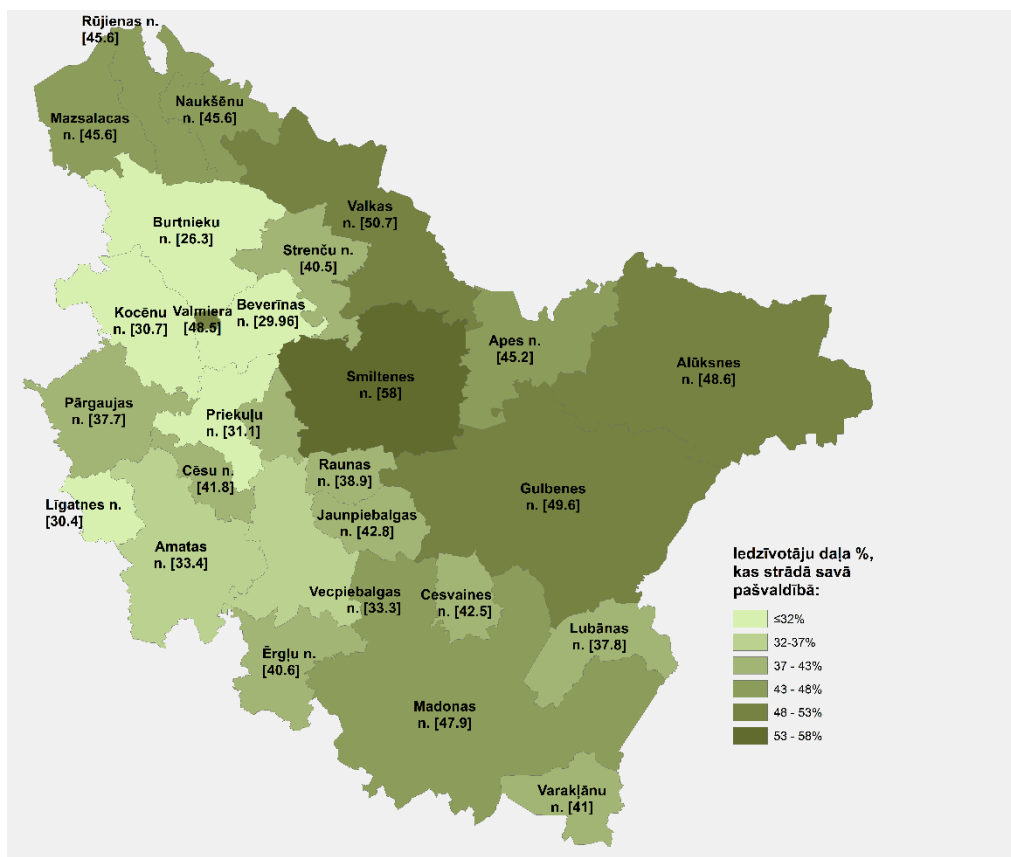 Rūjienas n.
[45.6]
Mazsalacas
n. [45.6]
Naukšēnu
n. [45.6]
Burtnieku
n. [26.3]
Valkas
n. [50.7]
Strenču n.
[40.5]
Kocēnu
n. [30.7]
Valmiera
[48.5]
Beverīnas
n. [29.96]
Apes n.
[45.2]
Alūksnes
n. [48.6]
Smiltenes
n. [58]
Pārgaujas
n. [37.7]
Priekuļu
n. [31.1]
Cēsu n.
[41.8]
Raunas
n. [38.9]
Gulbenes
n. [49.6]
Līgatnes n.
[30.4]
Jaunpiebalgas
n. [42.8]
Amatas
n. [33.4]
Vecpiebalgas
n. [33.3]
Cesvaines
n. [42.5]
Lubānas
n. [37.8]
Ērgļu n.
[40.6]
Madonas
n. [47.9]
Varakļānu
n. [41]
Iedzīvotāju daļa %,
kas strādā savā
pašvaldībā:
≤32%
32-37%
37 - 43%
43 - 48%
48 - 53%
53 - 58%